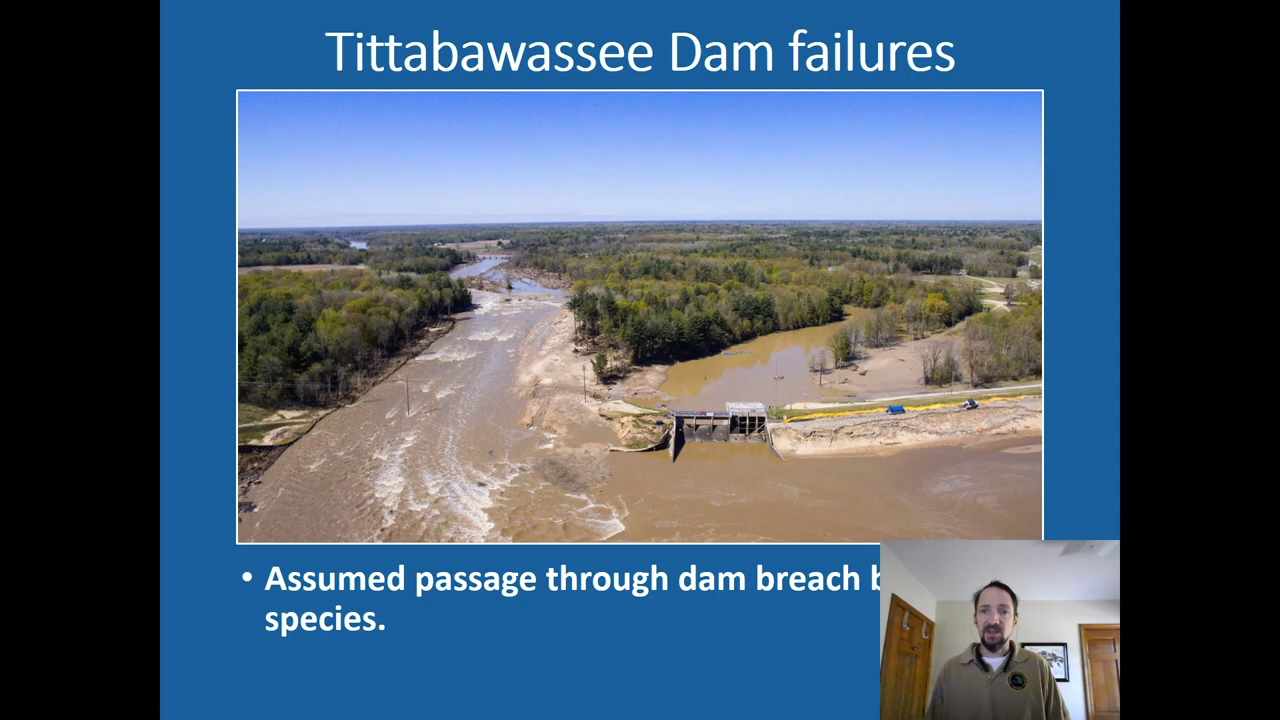 Tittabawassee Dam failures
• Assumed passage through dam breach
species.